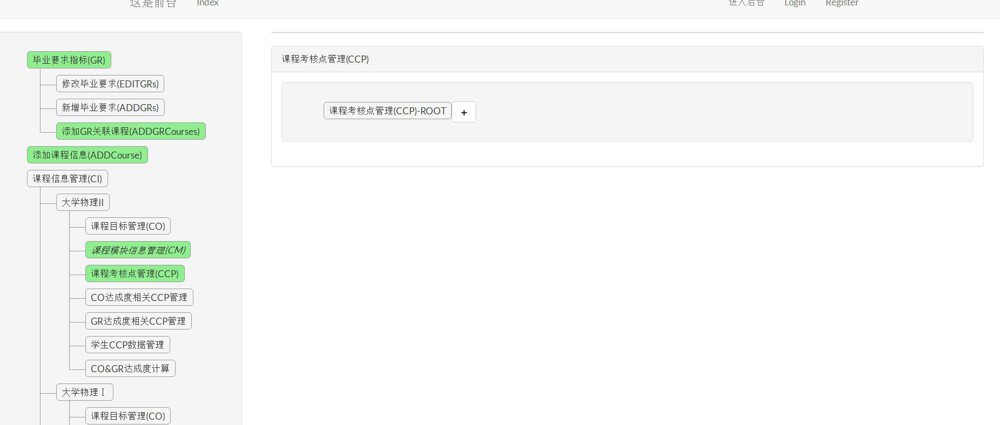 这是前台 Index 进入后台 Login Register
毕业要求指标(GR)
修改毕业要求(EDITGRs)
新增毕业要求(ADDGRs)
添加GR关联课程(ADDGRCourses)
添加课程信息(ADDCourse)
课程信息管理(CI)
大学物理II
课程目标管理(CO)
课程模块信息管理(CM)
课程考核点管理(CCP)
CO达成度相关CCP管理
GR达成度相关CCP管理
学生CCP数据管理
CO&GR达成度计算
大学物理Ⅰ
课程目标管理(CO)
课程考核点管理(CCP)
课程考核点管理(CCP)-ROOT +